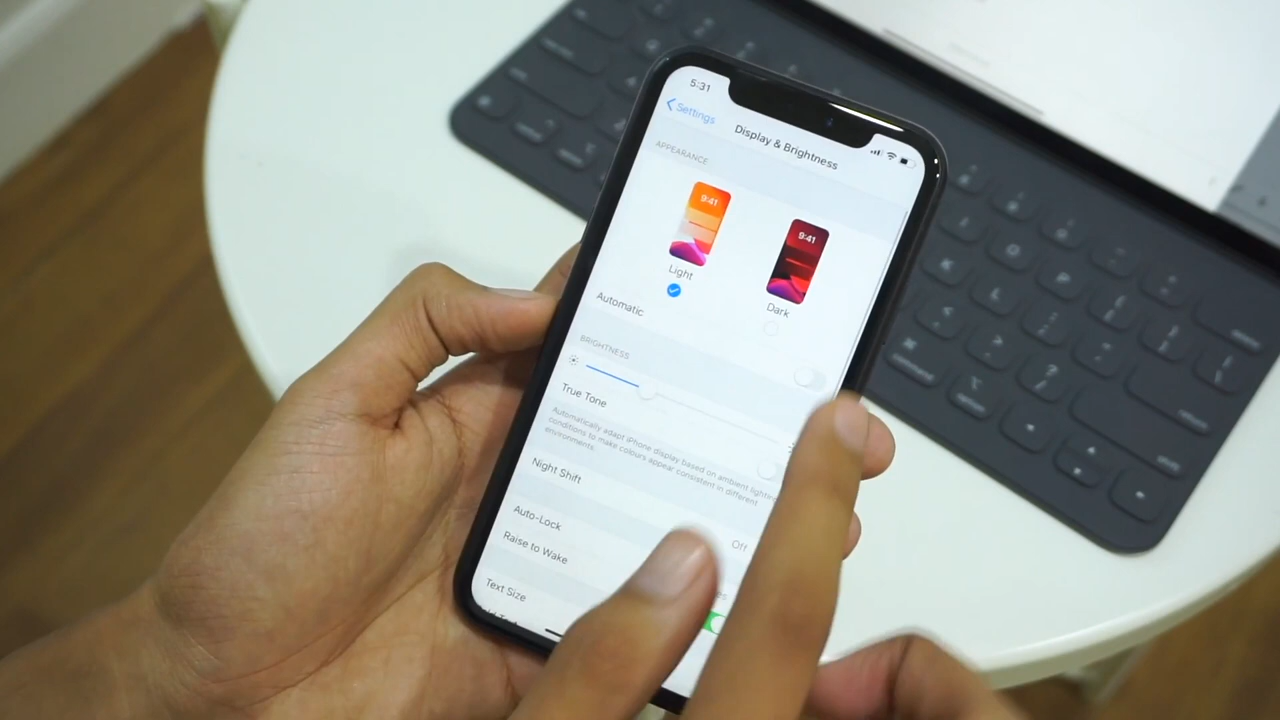 5:31
Settings
Display & Brightness
APPEARANCE
9:41
9:41
Light
Dark
Automatic
BRIGHTNESS
True Tone
Automatically adapt iPhone display based on ambient lighting
conditions to make colours appear consistent in different
environments.
Night Shift
Off
Auto-Lock
Raise to Wake
Text Size
command